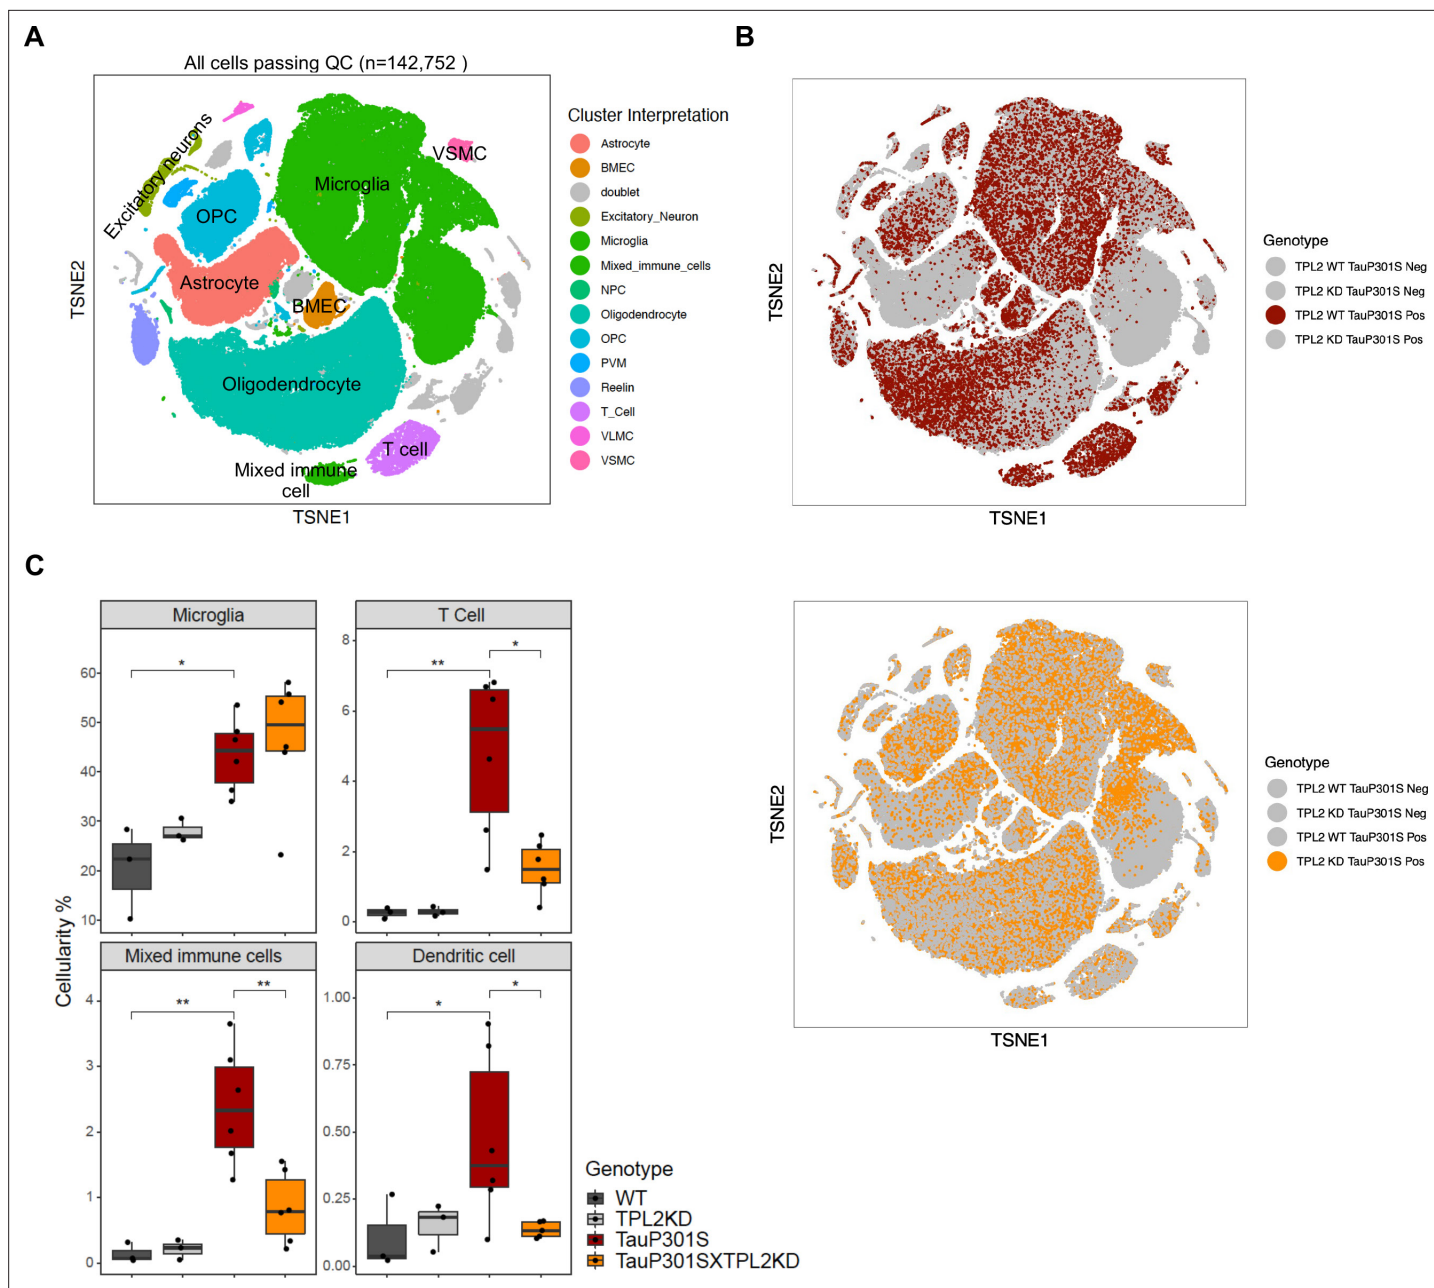 A
All cells passing QC (n=142,752 )
Excitatory neurons
VSMC
Microglia
OPC
Astrocyte
BMEC
Oligodendrocyte
T cell
Mixed immune
cell
TSNE2
TSNE1
Cluster Interpretation
Astrocyte
BMEC
doublet
Excitatory_Neuron
Microglia
Mixed_immune_cells
NPC
Oligodendrocyte
OPC
PVM
Reelin
T_Cell
VLMC
VSMC
B
TSNE2
TSNE1
Genotype
TPL2 WT TauP301S Neg
TPL2 KD TauP301S Neg
TPL2 WT TauP301S Pos
TPL2 KD TauP301S Pos
TSNE2
TSNE1
Genotype
TPL2 WT TauP301S Neg
TPL2 KD TauP301S Neg
TPL2 WT TauP301S Pos
TPL2 KD TauP301S Pos
C
Cellularity %
Microglia
*
60
50
40
30
20
10
T Cell
**
*
8
6
4
2
0
Mixed immune cells
**
**
4
3
2
1
0
Dendritic cell
*
*
1.00
0.75
0.50
0.25
0.00
Genotype
WT
TPL2KD
TauP301S
TauP301SXTPL2KD